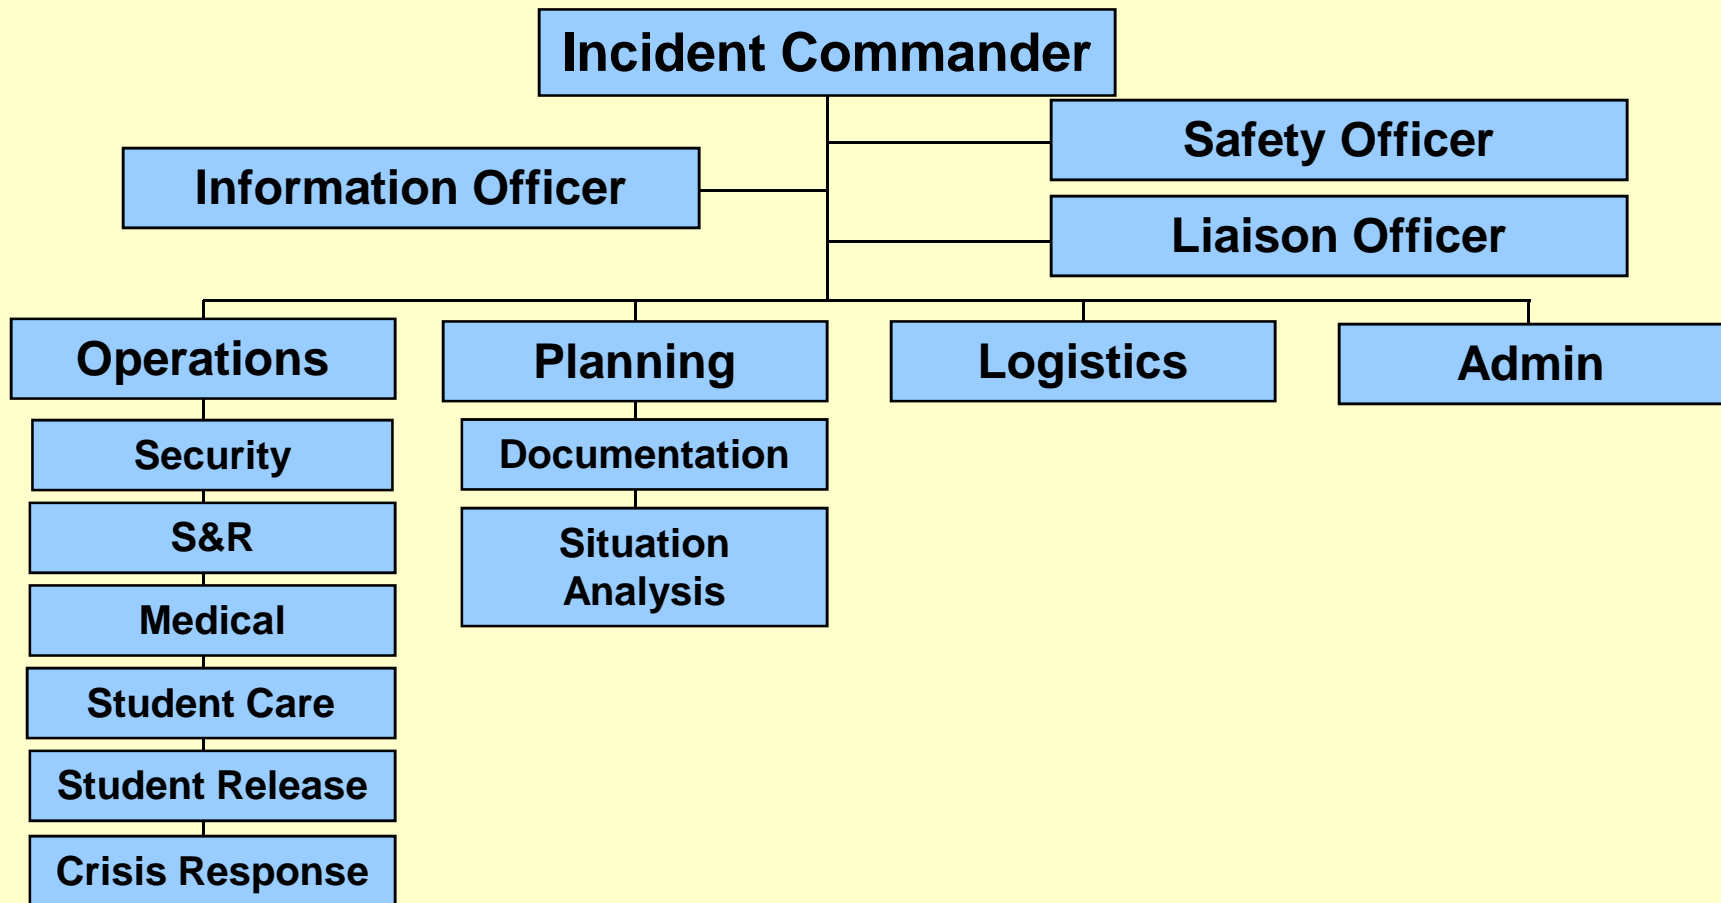 Incident Commander
Safety Officer
Information Officer
Liaison Officer
Operations
Planning
Logistics
Admin
Security
Documentation
S&R
Situation
Analysis
Medical
Student Care
Student Release
Crisis Response